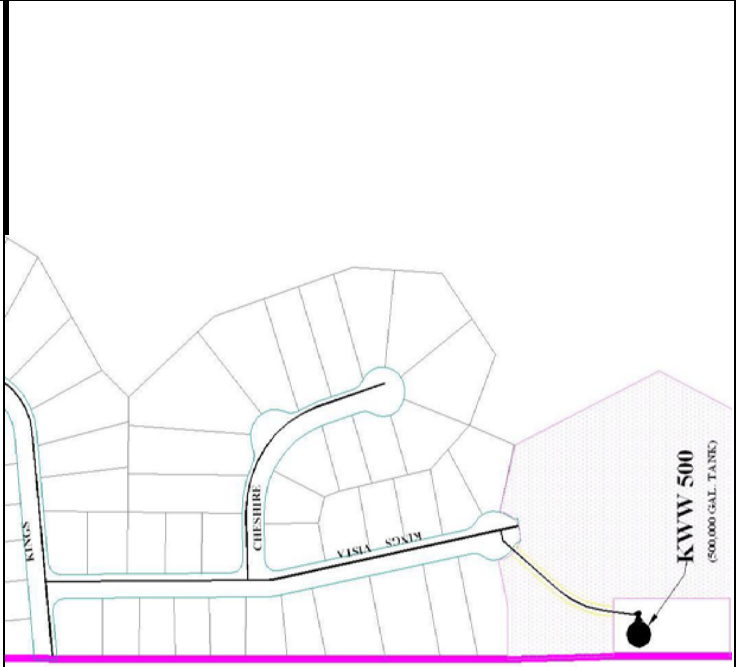 KINGS
CHESHIRE
KINGS VISTA
KWW 500
(500,000 GAL. TANK)